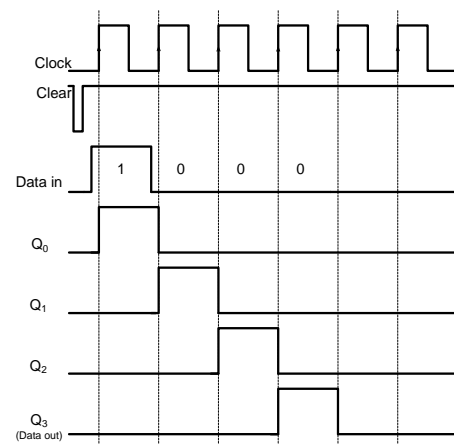 Clock
Clear
Data in
1 0 0 0
Q₀
Q₁
Q₂
Q₃
(Data out)